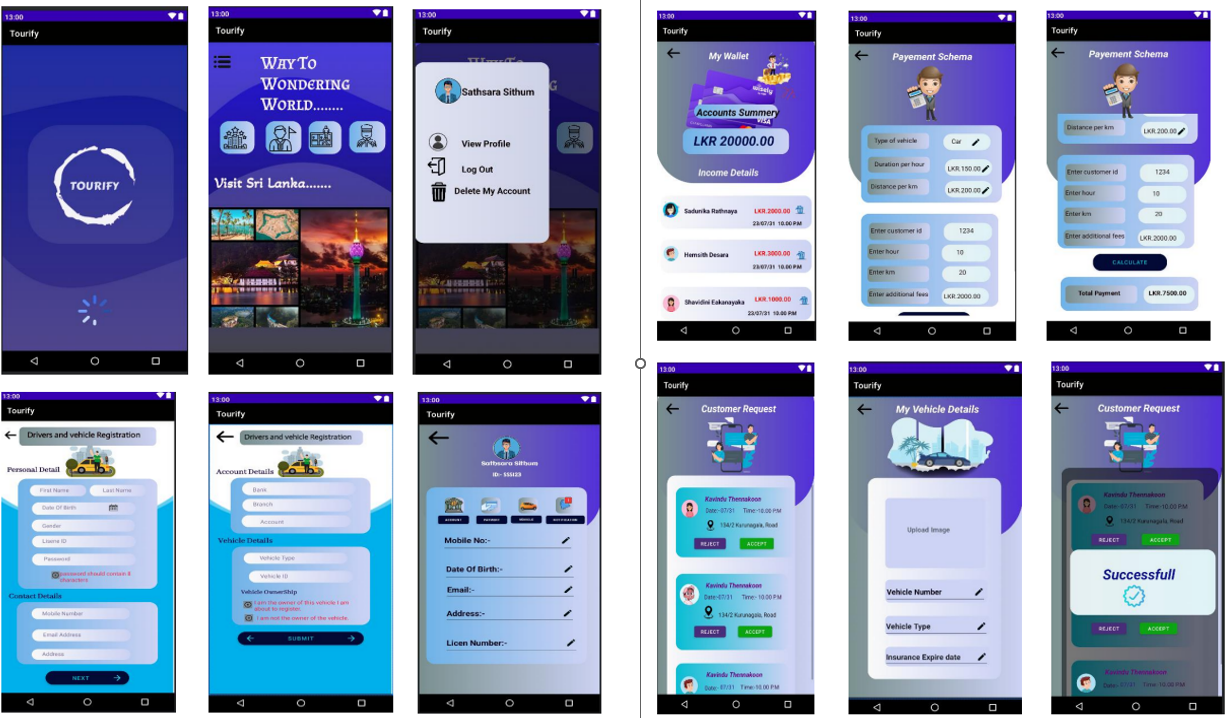 13:00
Tourify
TOURIFY
13:00
Tourify
WAY TO
WONDERING
WORLD........
Visit Sri Lanka.......
13:00
Tourify
Sathsara Sithum
View Profile
Log Out
Delete My Account
13:00
Tourify
My Wallet
wisely
Accounts Summery
VISA
LKR 20000.00
Income Details
Sadunika Rathnaya LKR.2000.00
23/07/31 10.00 PM
Hemsith Desara LKR.3000.00
23/07/31 10.00 PM
Shavidini Eakanayaka LKR.1000.00
23/07/31 10.00 PM
13:00
Tourify
Payement Schema
Type of vehicle Car
Duration per hour LKR.150.00
Distance per km LKR.200.00
Enter customer id 1234
Enter hour 10
Enter km 20
Enter additional fees LKR.2000.00
13:00
Tourify
Payement Schema
Distance per km LKR.200.00
Enter customer id 1234
Enter hour 10
Enter km 20
Enter additional fees LKR.2000.00
CALCULATE
Total Payment LKR.7500.00
13:00
Tourify
Drivers and vehicle Registration
Personal Detail
First Name Last Name
Date Of Birth
Gender
Lisene ID
Password
password should contain 8
characters
Contact Details
Mobile Number
Email Address
Address
NEXT
13:00
Tourify
Drivers and vehicle Registration
Account Details
Bank
Branch
Account
Vehicle Details
Vehicle Type
Vehicle ID
Vehicle OwnerShip
I am the owner of this vehicle I am
about to register.
I am not the owner of the vehicle.
SUBMIT
13:00
Tourify
Sathsara Sithum
ID:- 555123
ACCOUNT PAYMENT VEHICLE NOTIFICATION
Mobile No:-
Date Of Birth:-
Email:-
Address:-
Licen Number:-
13:00
Tourify
Customer Request
Kavindu Thennakoon
Date:-07/31 Time:-10.00 PM
134/2 Kurunagala, Road
REJECT ACCEPT
Kavindu Thennakoon
Date:-07/31 Time:-10.00 PM
134/2 Kurunagala, Road
REJECT ACCEPT
Kavindu Thennakoon
Date:- 07/31 Time:-10.00 PM
13:00
Tourify
My Vehicle Details
Upload Image
Vehicle Number
Vehicle Type
Insurance Expire date
13:00
Tourify
Customer Request
Kavindu Thennakoon
Date:-07/31 Time:-10.00 PM
134/2 Kurunagala, Road
REJECT ACCEPT
Successfull
REJECT ACCEPT
Kavindu Thennakoon
Date:- 07/31 Time:-10.00 PM